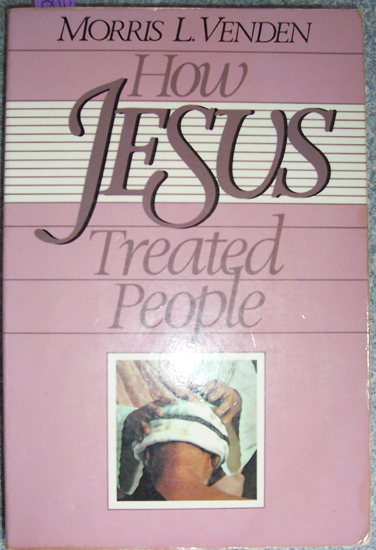 MORRIS L. VENDEN
How
JESUS
Treated
People